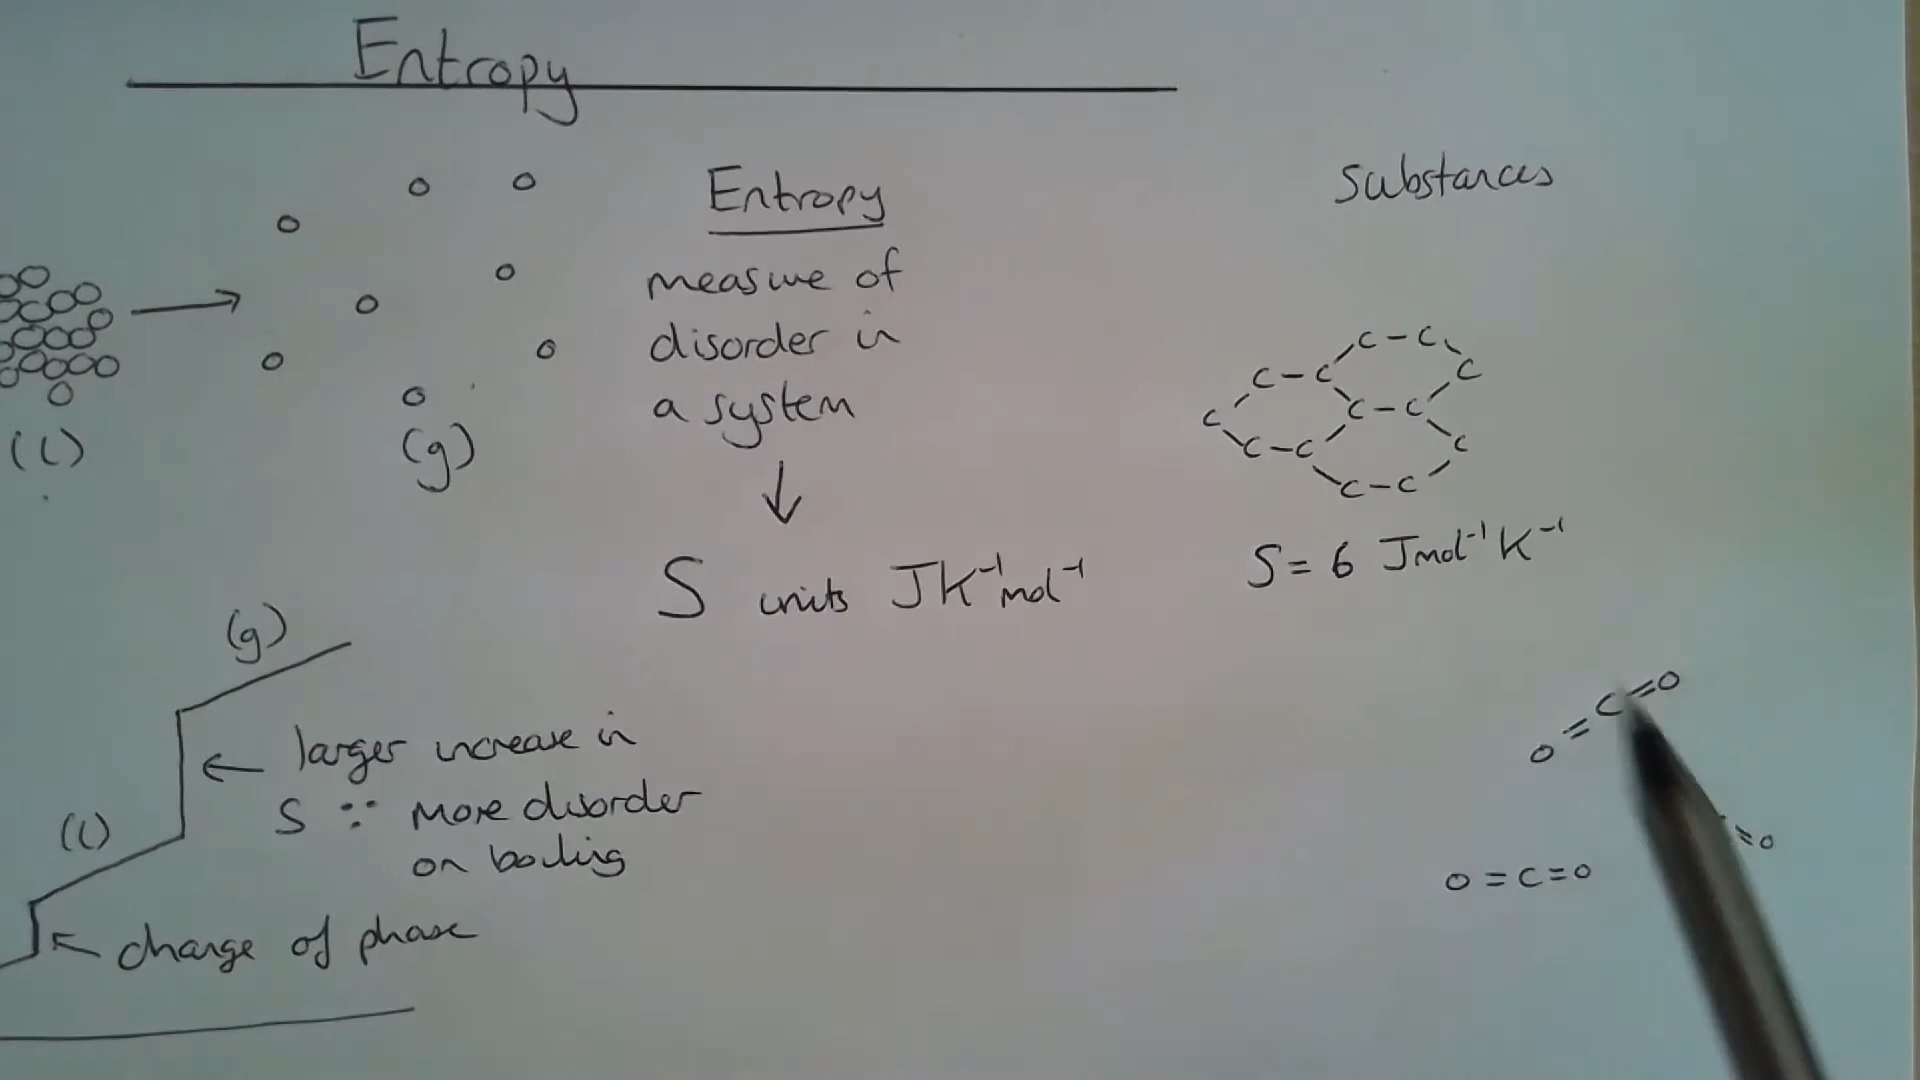 Entropy
(l)
(g)
Entropy
measure of
disorder in
a system
S units JK⁻¹mol⁻¹
(g)
(l)
larger increase in
S ∵ more disorder
on boiling
change of phase
Substances
C-C
C-C C
C C-C
C-C C
C-C
S = 6 Jmol⁻¹K⁻¹
O=C=O
=O
O=C=O